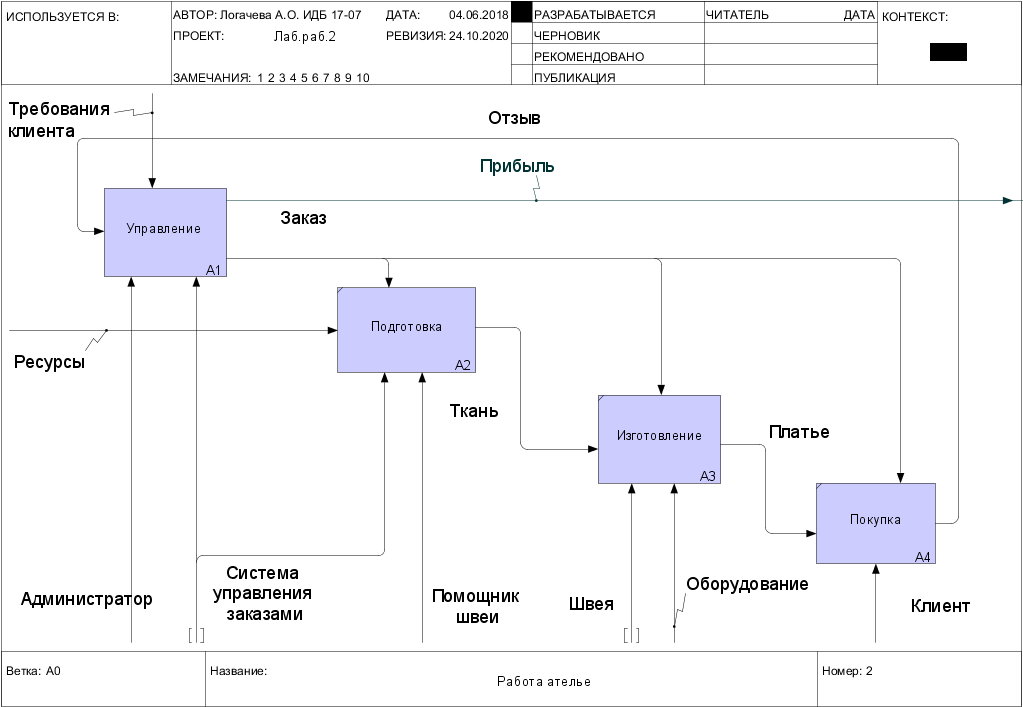 ИСПОЛЬЗУЕТСЯ В:
АВТОР: Логачева А.О. ИДБ 17-07
ДАТА: 04.06.2018
РАЗРАБАТЫВАЕТСЯ
ЧИТАТЕЛЬ
ДАТА
КОНТЕКСТ:
ПРОЕКТ: Лаб.раб.2
РЕВИЗИЯ: 24.10.2020
ЧЕРНОВИК
РЕКОМЕНДОВАНО
ЗАМЕЧАНИЯ: 1 2 3 4 5 6 7 8 9 10
ПУБЛИКАЦИЯ
Требования
клиента
Отзыв
Прибыль
Управление
A1
Заказ
Подготовка
A2
Ресурсы
Ткань
Изготовление
A3
Платье
Покупка
A4
Администратор
Система
управления
заказами
Помощник
швеи
Швея
Оборудование
Клиент
Ветка: A0
Название:
Работа ателье
Номер: 2